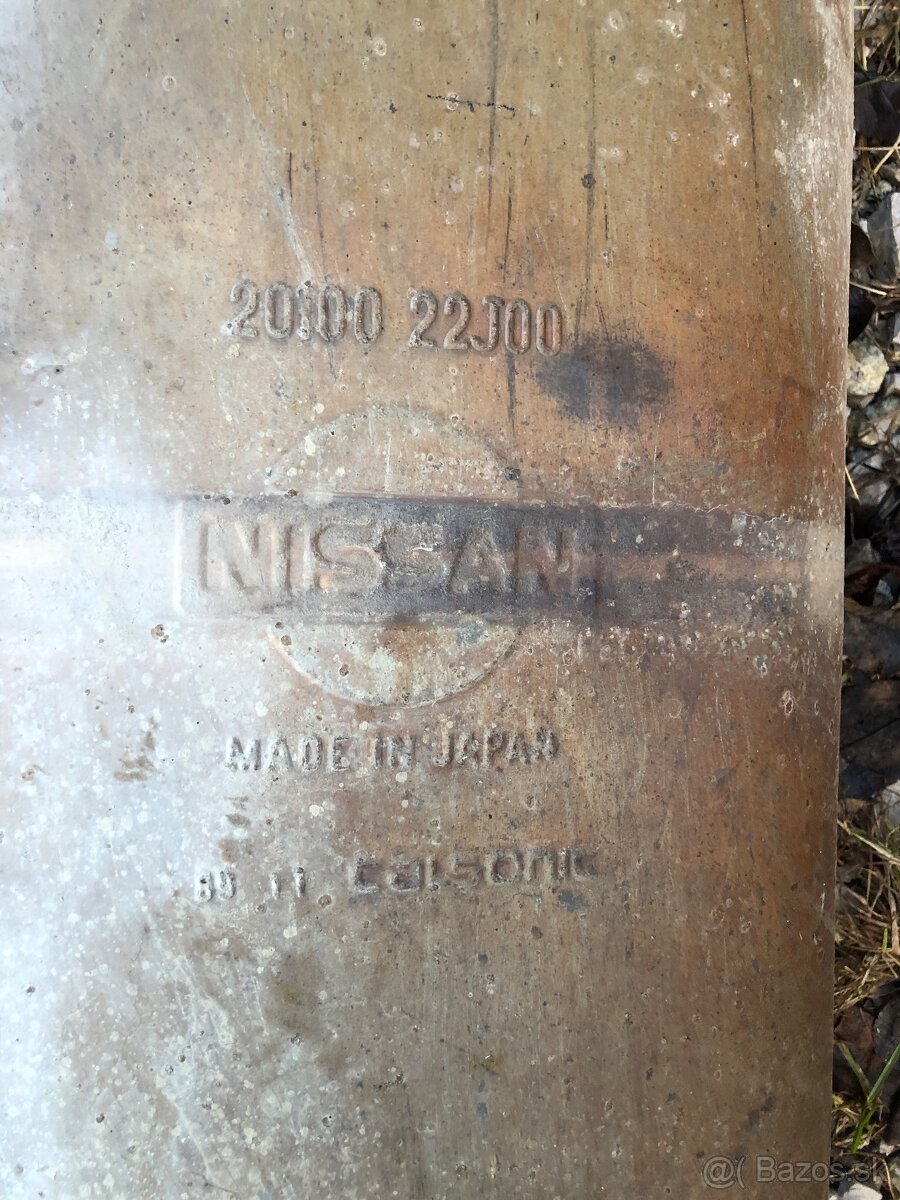 20100 22J00
NISSAN
MADE IN JAPAN
calsonic
@( Bazos.sk